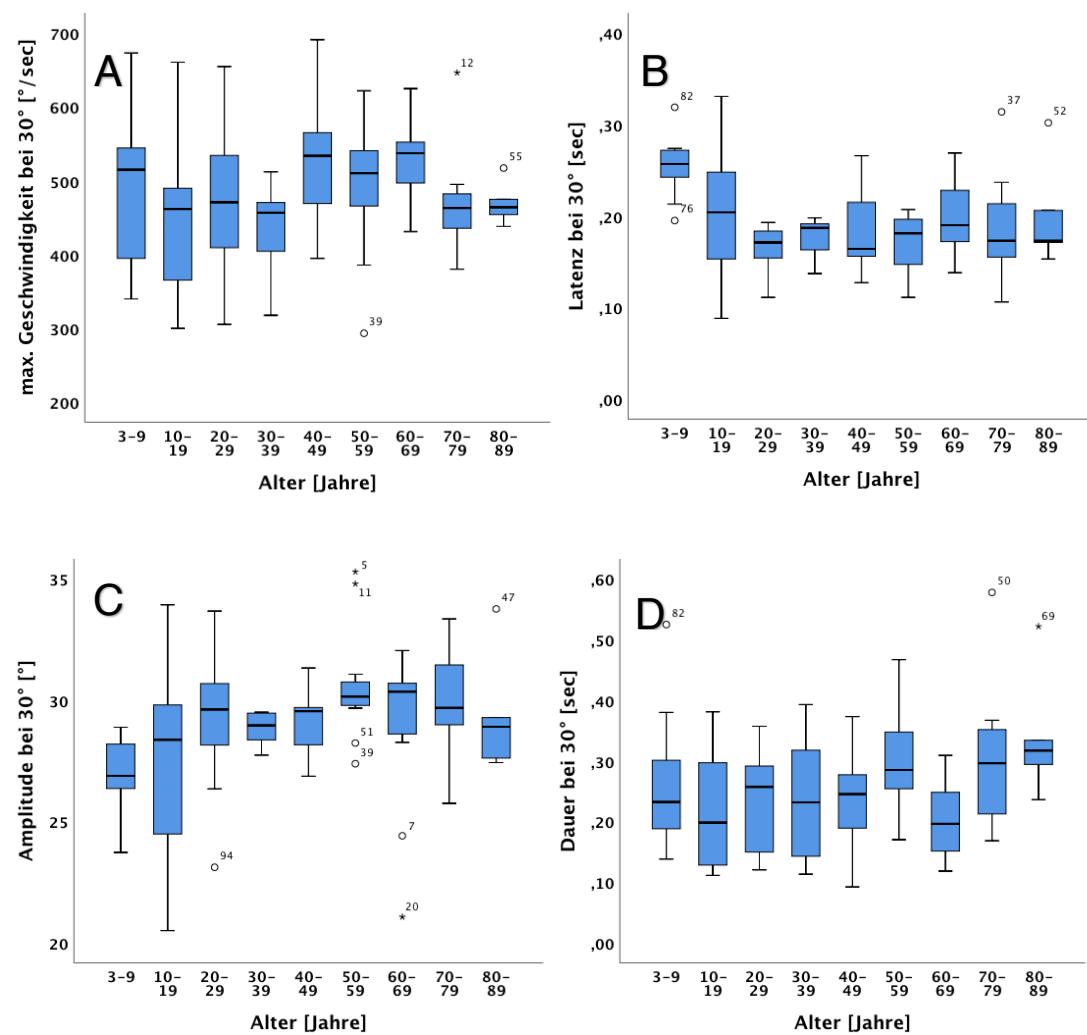 A
max. Geschwindigkeit bei 30° [°/sec]
700
600
500
400
300
200
12
55
39
3-9 10-19 20-29 30-39 40-49 50-59 60-69 70-79 80-89
Alter [Jahre]
B
Latenz bei 30° [sec]
,40
,30
,20
,10
,00
82
76
37
52
3-9 10-19 20-29 30-39 40-49 50-59 60-69 70-79 80-89
Alter [Jahre]
C
Amplitude bei 30° [°]
35
30
25
20
94
5
11
51
39
7
20
47
3-9 10-19 20-29 30-39 40-49 50-59 60-69 70-79 80-89
Alter [Jahre]
D
Dauer bei 30° [sec]
,60
,50
,40
,30
,20
,10
,00
82
50
69
3-9 10-19 20-29 30-39 40-49 50-59 60-69 70-79 80-89
Alter [Jahre]